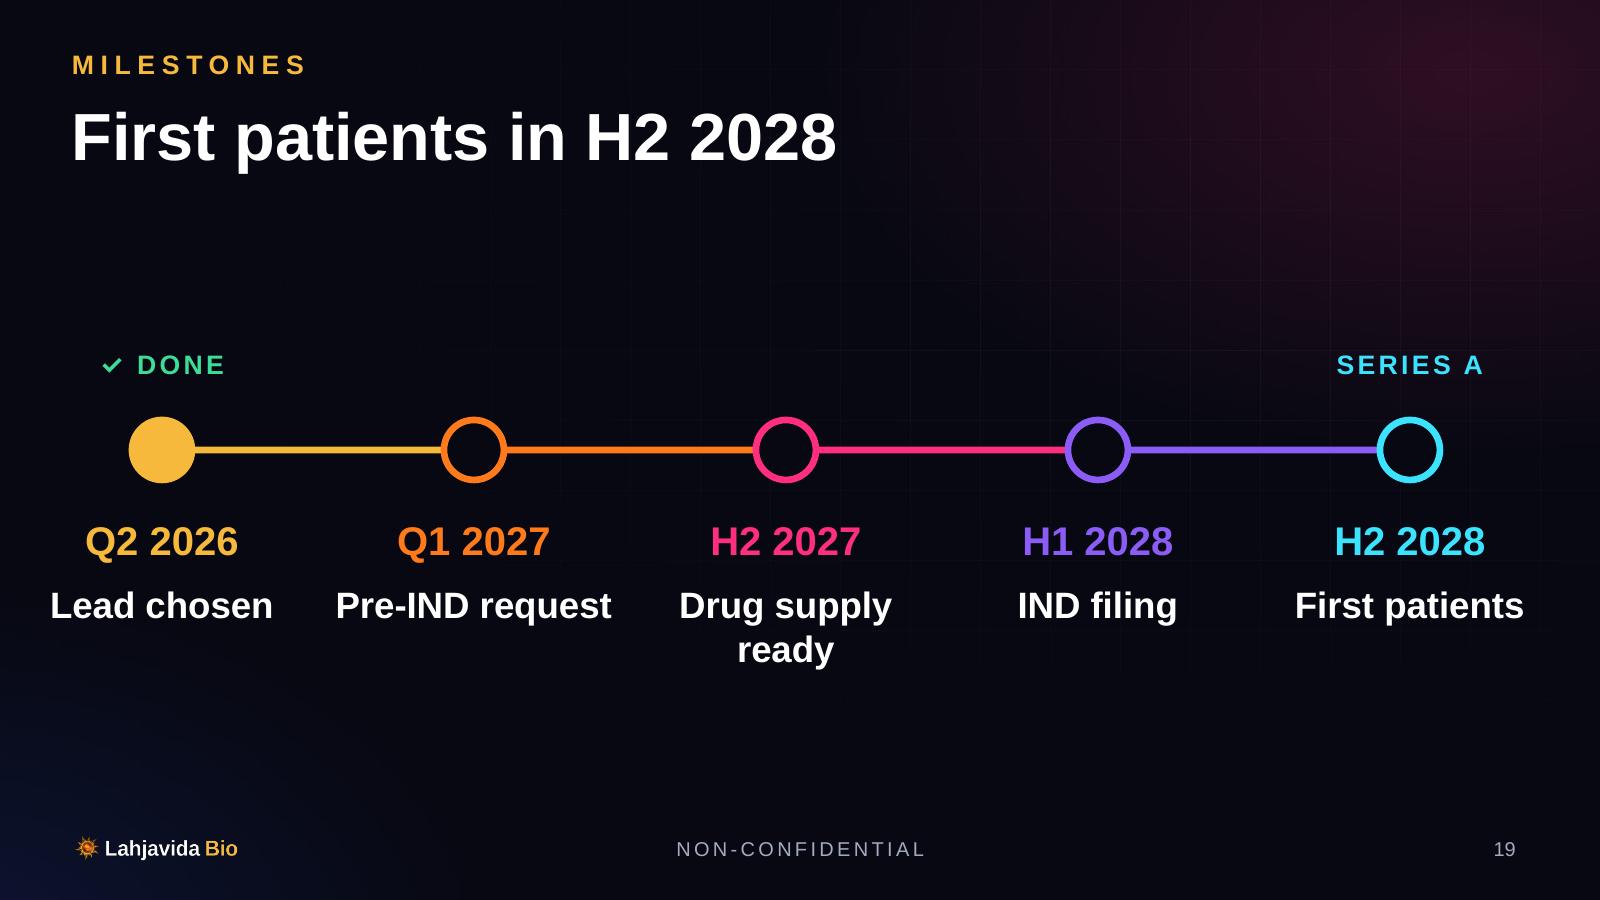 MILESTONES
First patients in H2 2028
DONE
SERIES A
Q2 2026
Q1 2027
H2 2027
H1 2028
H2 2028
Lead chosen
Pre-IND request
Drug supply
ready
IND filing
First patients
Lahjavida Bio
NON-CONFIDENTIAL
19